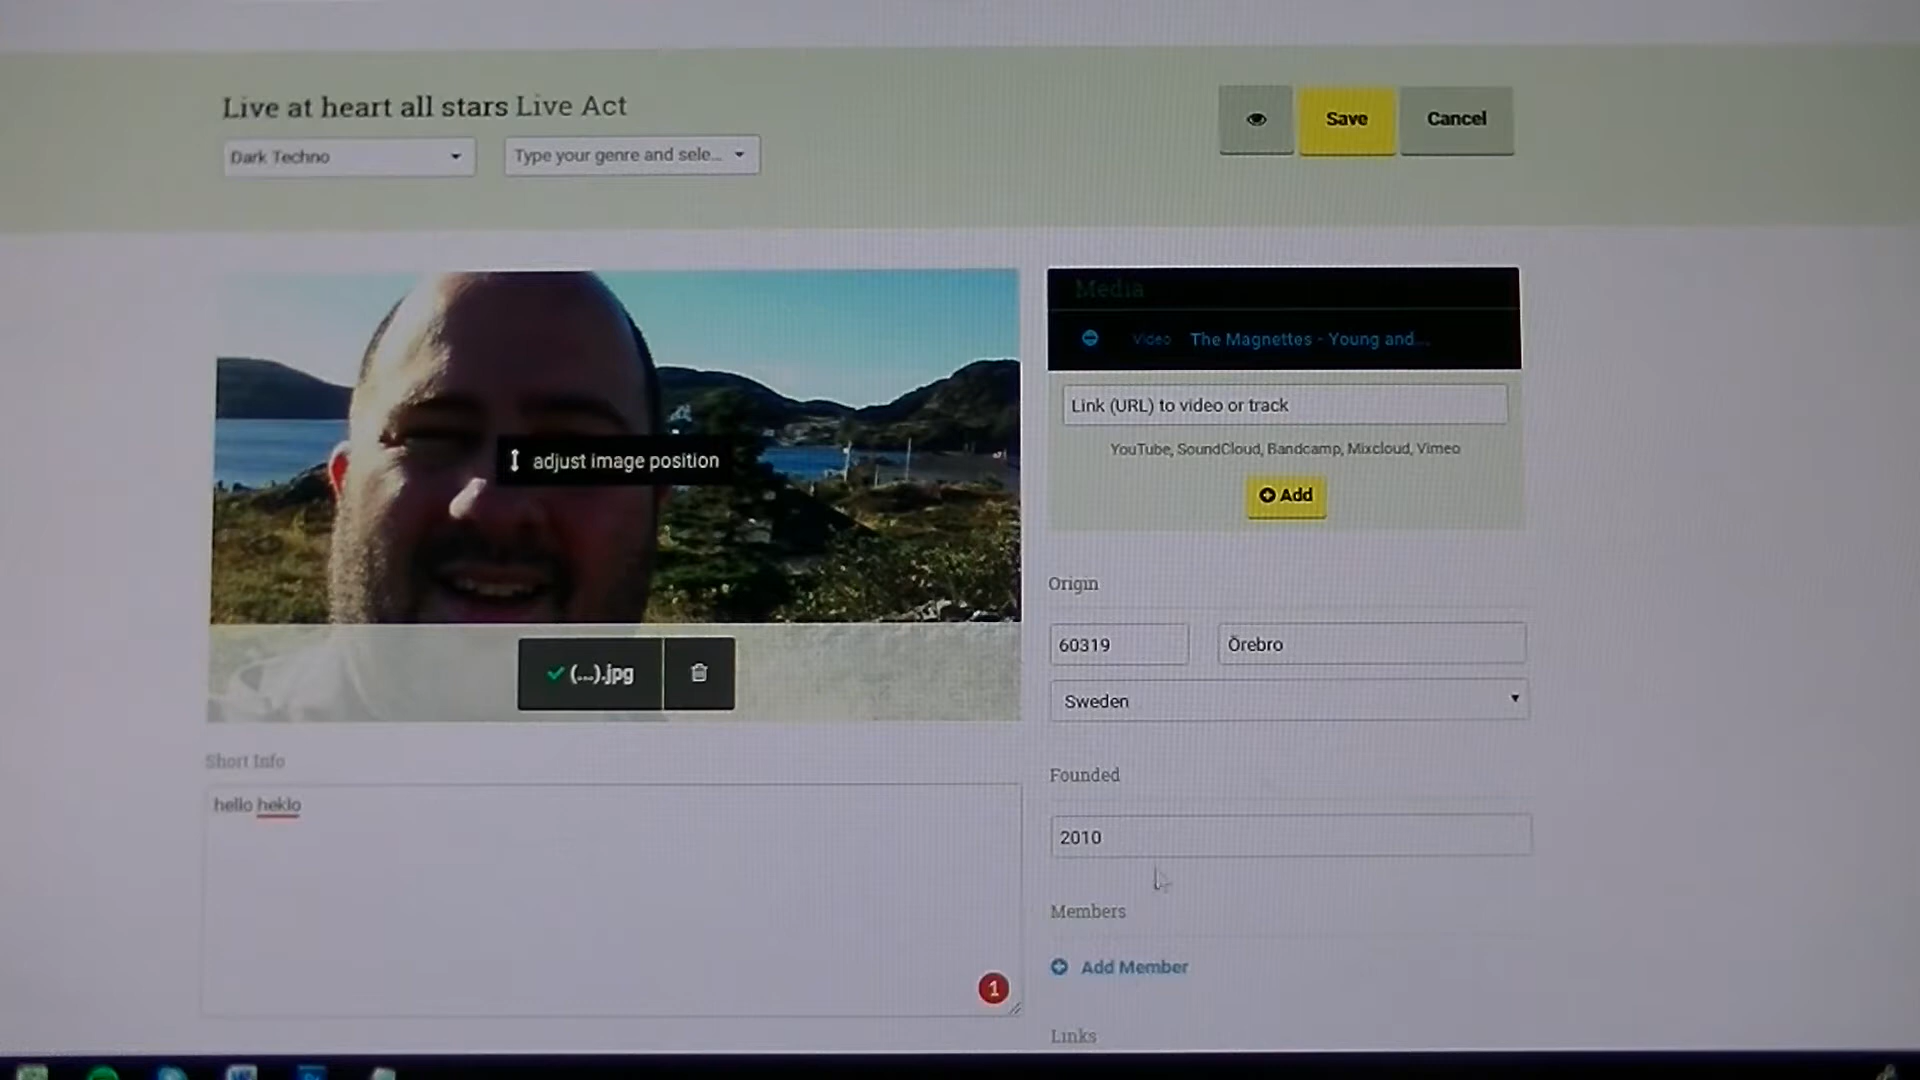 Live at heart all stars Live Act
Dark Techno
Type your genre and sele...
Save
Cancel
adjust image position
(...).jpg
Short Info
hello heklo
1
Media
Video The Magnettes - Young and...
Link (URL) to video or track
YouTube, SoundCloud, Bandcamp, Mixcloud, Vimeo
Add
Origin
60319
Örebro
Sweden
Founded
2010
Members
Add Member
Links